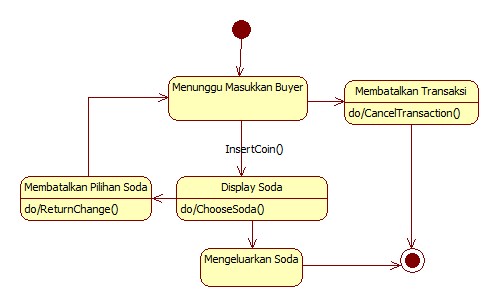 Menunggu Masukkan Buyer
Membatalkan Transaksi
do/CancelTransaction()
InsertCoin()
Membatalkan Pilihan Soda
do/ReturnChange()
Display Soda
do/ChooseSoda()
Mengeluarkan Soda